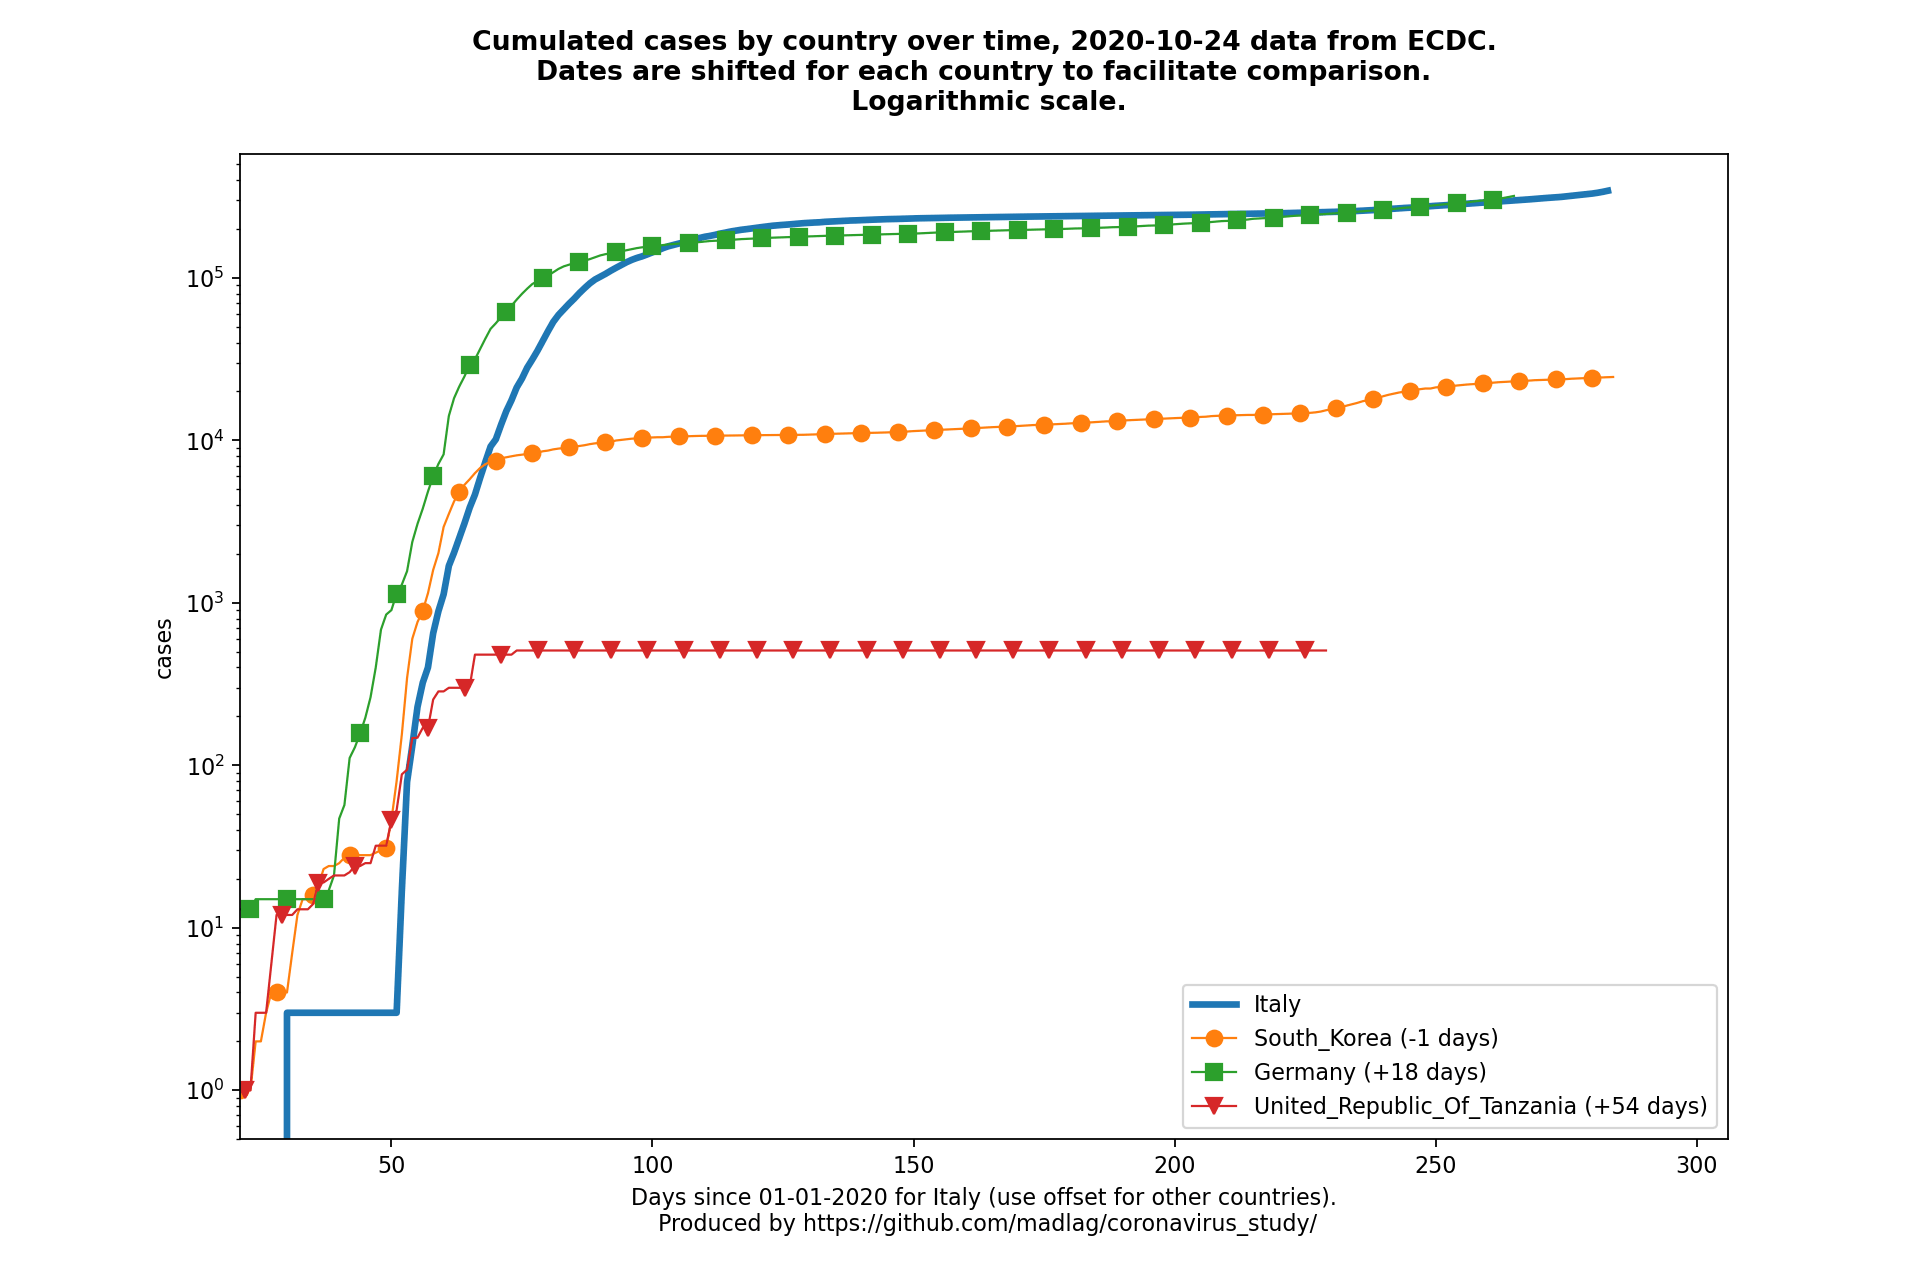 Cumulated cases by country over time, 2020-10-24 data from ECDC.
Dates are shifted for each country to facilitate comparison.
Logarithmic scale.
cases
10^5
10^4
10^3
10^2
10^1
10^0
Italy
South_Korea (-1 days)
Germany (+18 days)
United_Republic_Of_Tanzania (+54 days)
50 100 150 200 250 300
Days since 01-01-2020 for Italy (use offset for other countries).
Produced by https://github.com/madlag/coronavirus_study/